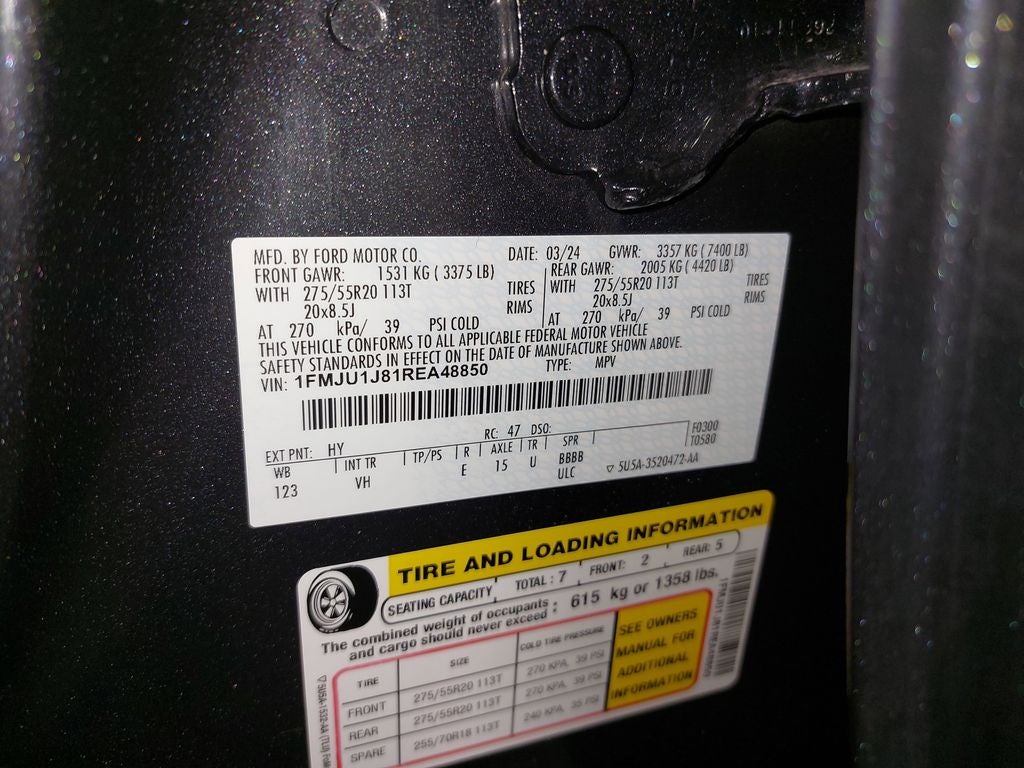 MFD. BY FORD MOTOR CO. DATE: 03/24 GVWR: 3357 KG ( 7400 LB)
FRONT GAWR: 1531 KG ( 3375 LB) REAR GAWR: 2005 KG ( 4420 LB)
WITH 275/55R20 113T TIRES WITH 275/55R20 113T TIRES
20x8.5J RIMS 20x8.5J RIMS
AT 270 kPa/ 39 PSI COLD AT 270 kPa/ 39 PSI COLD
THIS VEHICLE CONFORMS TO ALL APPLICABLE FEDERAL MOTOR VEHICLE
SAFETY STANDARDS IN EFFECT ON THE DATE OF MANUFACTURE SHOWN ABOVE.
VIN: 1FMJU1J81REA48850 TYPE: MPV
EXT PNT: HY RC: 47 DSO: F0300
WB INT TR TP/PS R AXLE TR SPR T0580
123 VH E 15 U BBBB
ULC ▽ 5U5A-3520472-AA
TIRE AND LOADING INFORMATION
SEATING CAPACITY TOTAL : 7 FRONT: 2 REAR: 5
The combined weight of occupants
and cargo should never exceed : 615 kg or 1358 lbs.
TIRE SIZE COLD TIRE PRESSURE
FRONT 275/55R20 113T 270 KPA, 39 PSI
REAR 275/55R20 113T 270 KPA, 39 PSI
SPARE 255/70R18 113T 240 KPA, 35 PSI
SEE OWNERS
MANUAL FOR
ADDITIONAL
INFORMATION